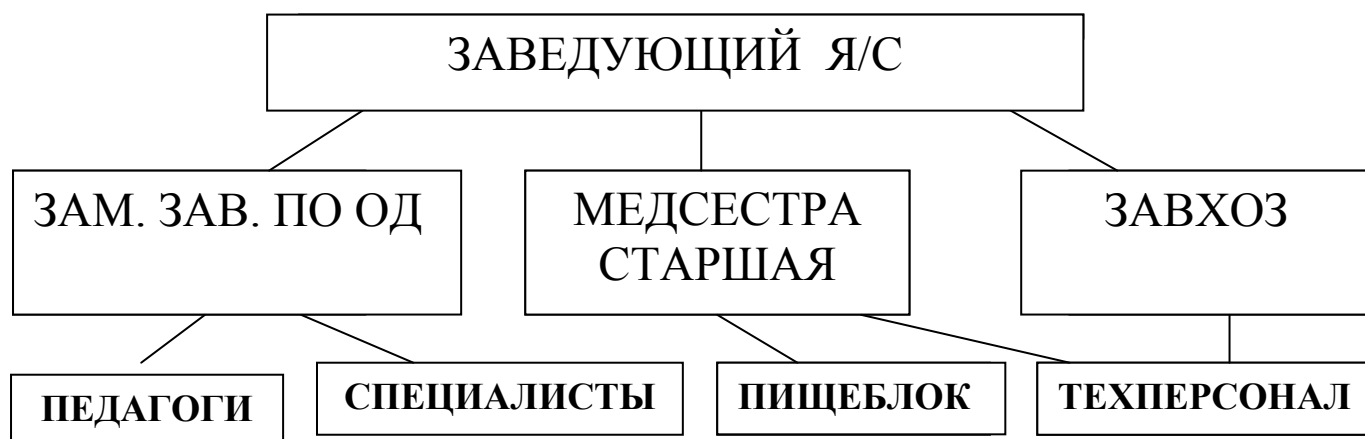 ЗАВЕДУЮЩИЙ Я/С
ЗАМ. ЗАВ. ПО ОД
МЕДСЕСТРА
СТАРШАЯ
ЗАВХОЗ
ПЕДАГОГИ
СПЕЦИАЛИСТЫ
ПИЩЕБЛОК
ТЕХПЕРСОНАЛ